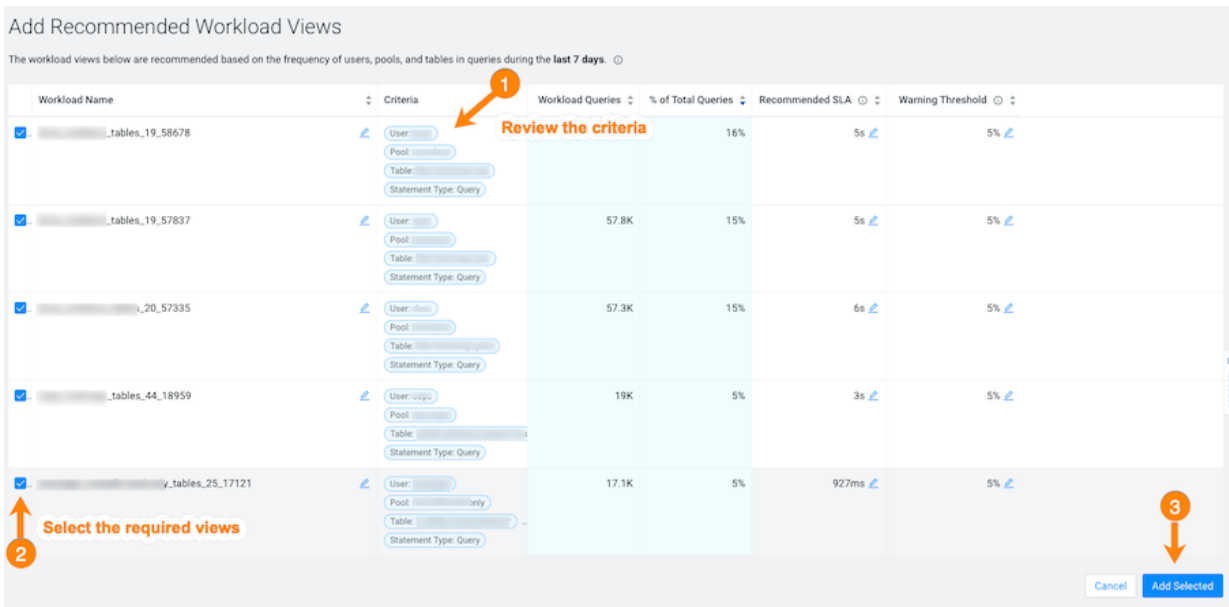 Add Recommended Workload Views
The workload views below are recommended based on the frequency of users, pools, and tables in queries during the last 7 days.
1
Workload Name Criteria Workload Queries % of Total Queries Recommended SLA Warning Threshold
Review the criteria
_tables_19_58678 User: 16% 5s 5%
Pool:
Table:
Statement Type: Query
_tables_19_57837 User: 57.8K 15% 5s 5%
Pool:
Table:
Statement Type: Query
_20_57335 User: 57.3K 15% 6s 5%
Pool:
Table:
Statement Type: Query
_tables_44_18959 User: 19K 5% 3s 5%
Pool:
Table:
Statement Type: Query
y_tables_25_17121 User: 17.1K 5% 927ms 5%
Pool: only
Table: ..
Statement Type: Query
Select the required views
2
3
Cancel Add Selected